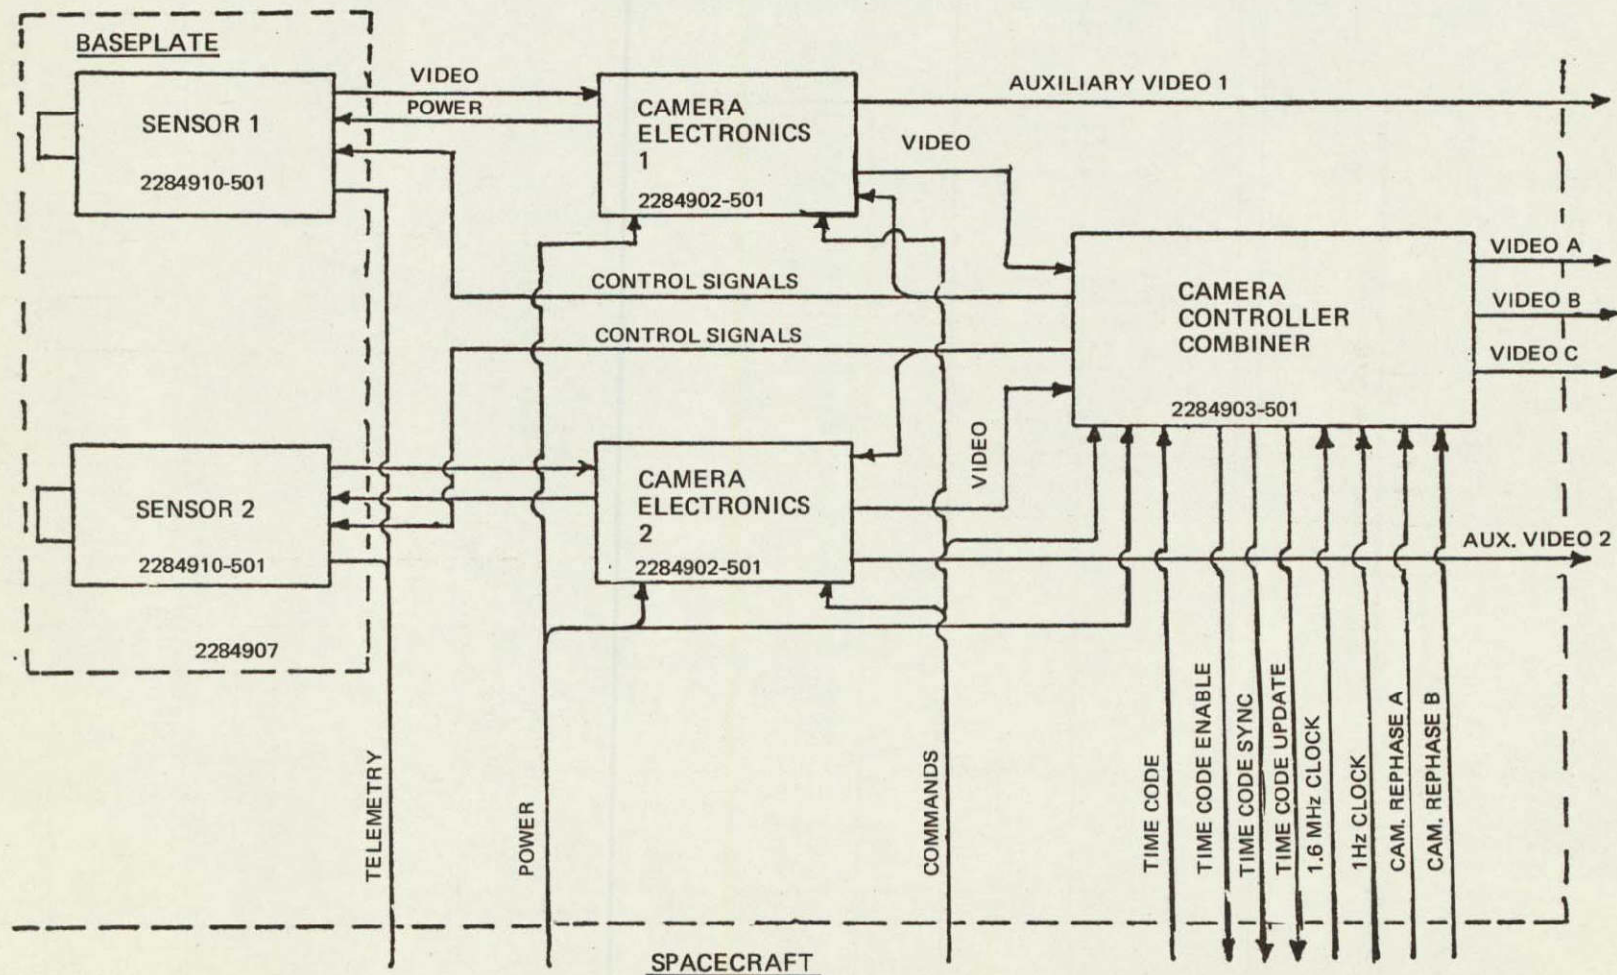 BASEPLATE
SENSOR 1
2284910-501
VIDEO
POWER
CAMERA
ELECTRONICS
1
2284902-501
AUXILIARY VIDEO 1
VIDEO
CONTROL SIGNALS
CONTROL SIGNALS
CAMERA
CONTROLLER
COMBINER
2284903-501
VIDEO A
VIDEO B
VIDEO C
SENSOR 2
2284910-501
2284907
CAMERA
ELECTRONICS
2
2284902-501
VIDEO
AUX. VIDEO 2
TELEMETRY
POWER
COMMANDS
TIME CODE
TIME CODE ENABLE
TIME CODE SYNC
TIME CODE UPDATE
1.6 MHz CLOCK
1Hz CLOCK
CAM. REPHASE A
CAM. REPHASE B
SPACECRAFT